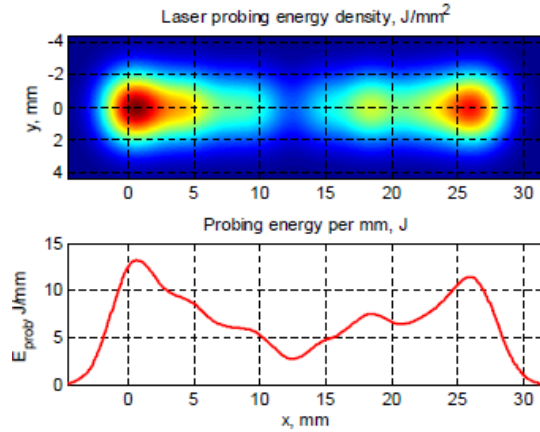 Laser probing energy density, J/mm²
-4
-2
0
2
4
y, mm
0 5 10 15 20 25 30
Probing energy per mm, J
15
10
5
0
E_prob, J/mm
0 5 10 15 20 25 30
x, mm